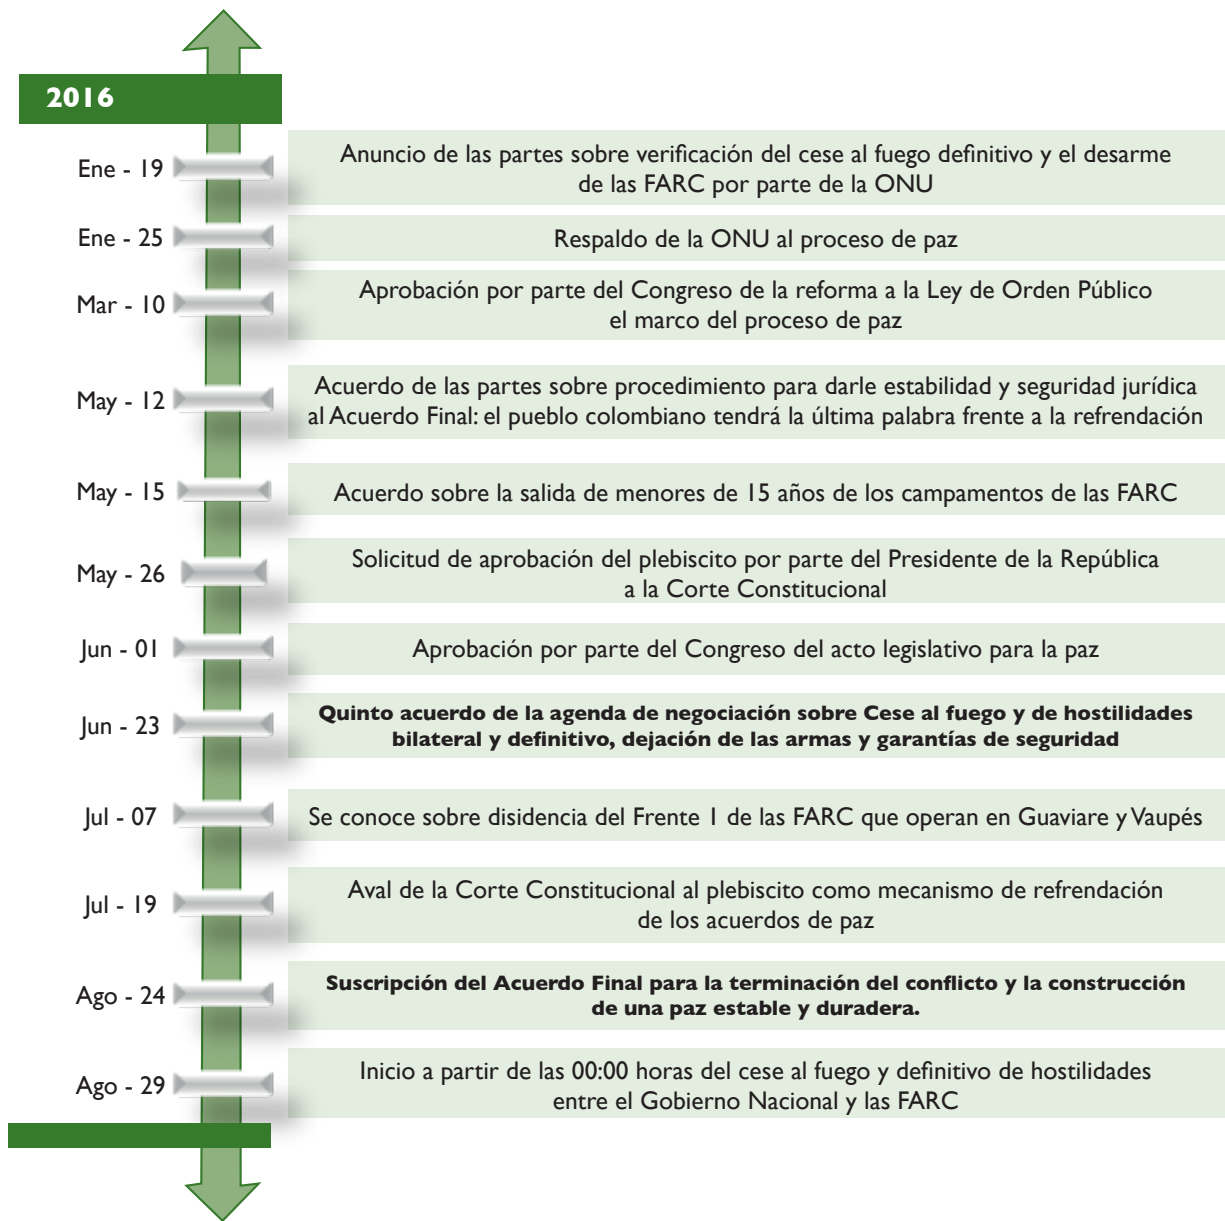 2016
Ene - 19
Anuncio de las partes sobre verificación del cese al fuego definitivo y el desarme
de las FARC por parte de la ONU
Ene - 25
Respaldo de la ONU al proceso de paz
Mar - 10
Aprobación por parte del Congreso de la reforma a la Ley de Orden Público
el marco del proceso de paz
May - 12
Acuerdo de las partes sobre procedimiento para darle estabilidad y seguridad jurídica
al Acuerdo Final: el pueblo colombiano tendrá la última palabra frente a la refrendación
May - 15
Acuerdo sobre la salida de menores de 15 años de los campamentos de las FARC
May - 26
Solicitud de aprobación del plebiscito por parte del Presidente de la República
a la Corte Constitucional
Jun - 01
Aprobación por parte del Congreso del acto legislativo para la paz
Jun - 23
Quinto acuerdo de la agenda de negociación sobre Cese al fuego y de hostilidades
bilateral y definitivo, dejación de las armas y garantías de seguridad
Jul - 07
Se conoce sobre disidencia del Frente 1 de las FARC que operan en Guaviare y Vaupés
Jul - 19
Aval de la Corte Constitucional al plebiscito como mecanismo de refrendación
de los acuerdos de paz
Ago - 24
Suscripción del Acuerdo Final para la terminación del conflicto y la construcción
de una paz estable y duradera.
Ago - 29
Inicio a partir de las 00:00 horas del cese al fuego y definitivo de hostilidades
entre el Gobierno Nacional y las FARC